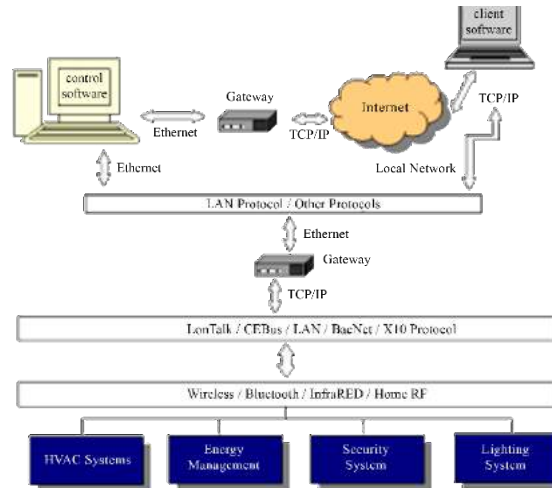 client
software
control
software
Gateway
Internet
TCP/IP
Ethernet
TCP/IP
Ethernet
Local Network
LAN Protocol / Other Protocols
Ethernet
Gateway
TCP/IP
LonTalk / CEBus / LAN / BacNet / X10 Protocol
Wireless / Bluetooth / InfraRED / Home RF
HVAC Systems
Energy
Management
Security
System
Lighting
System